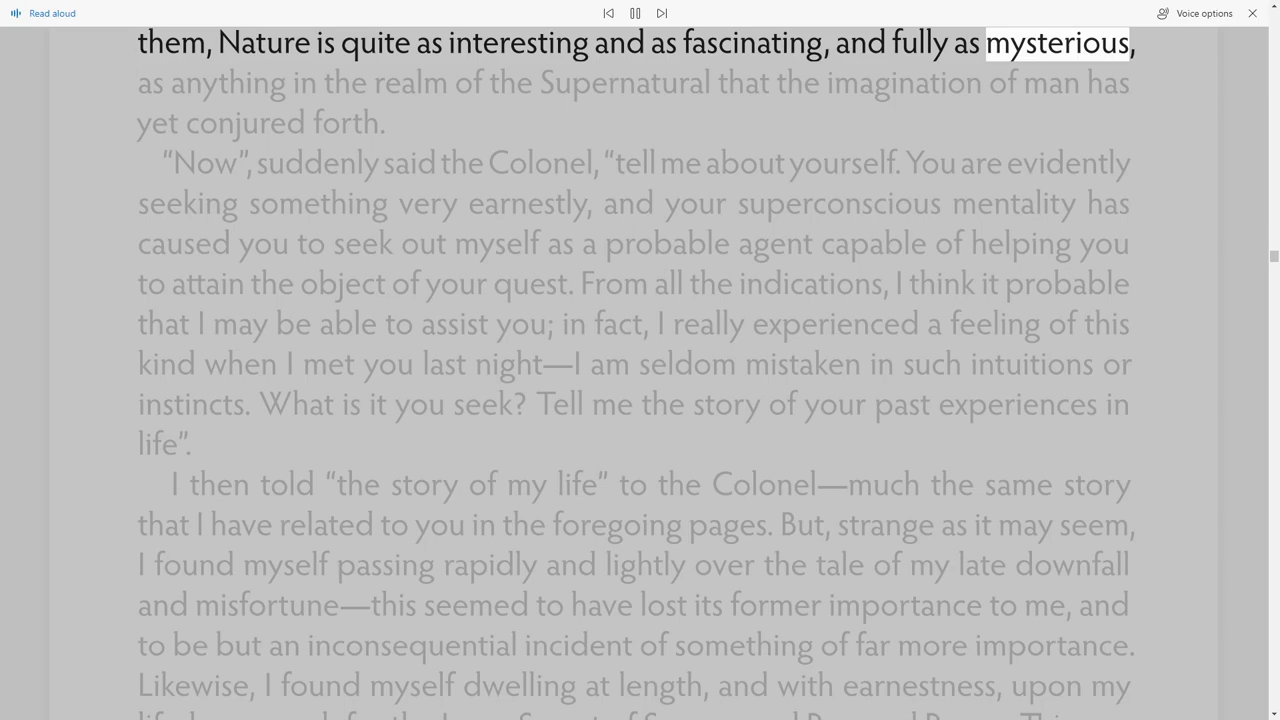 Read aloud
Voice options
them, Nature is quite as interesting and as fascinating, and fully as mysterious,
as anything in the realm of the Supernatural that the imagination of man has
yet conjured forth.
“Now”, suddenly said the Colonel, “tell me about yourself. You are evidently
seeking something very earnestly, and your superconscious mentality has
caused you to seek out myself as a probable agent capable of helping you
to attain the object of your quest. From all the indications, I think it probable
that I may be able to assist you; in fact, I really experienced a feeling of this
kind when I met you last night—I am seldom mistaken in such intuitions or
instincts. What is it you seek? Tell me the story of your past experiences in
life”.
I then told “the story of my life” to the Colonel—much the same story
that I have related to you in the foregoing pages. But, strange as it may seem,
I found myself passing rapidly and lightly over the tale of my late downfall
and misfortune—this seemed to have lost its former importance to me, and
to be but an inconsequential incident of something of far more importance.
Likewise, I found myself dwelling at length, and with earnestness, upon my